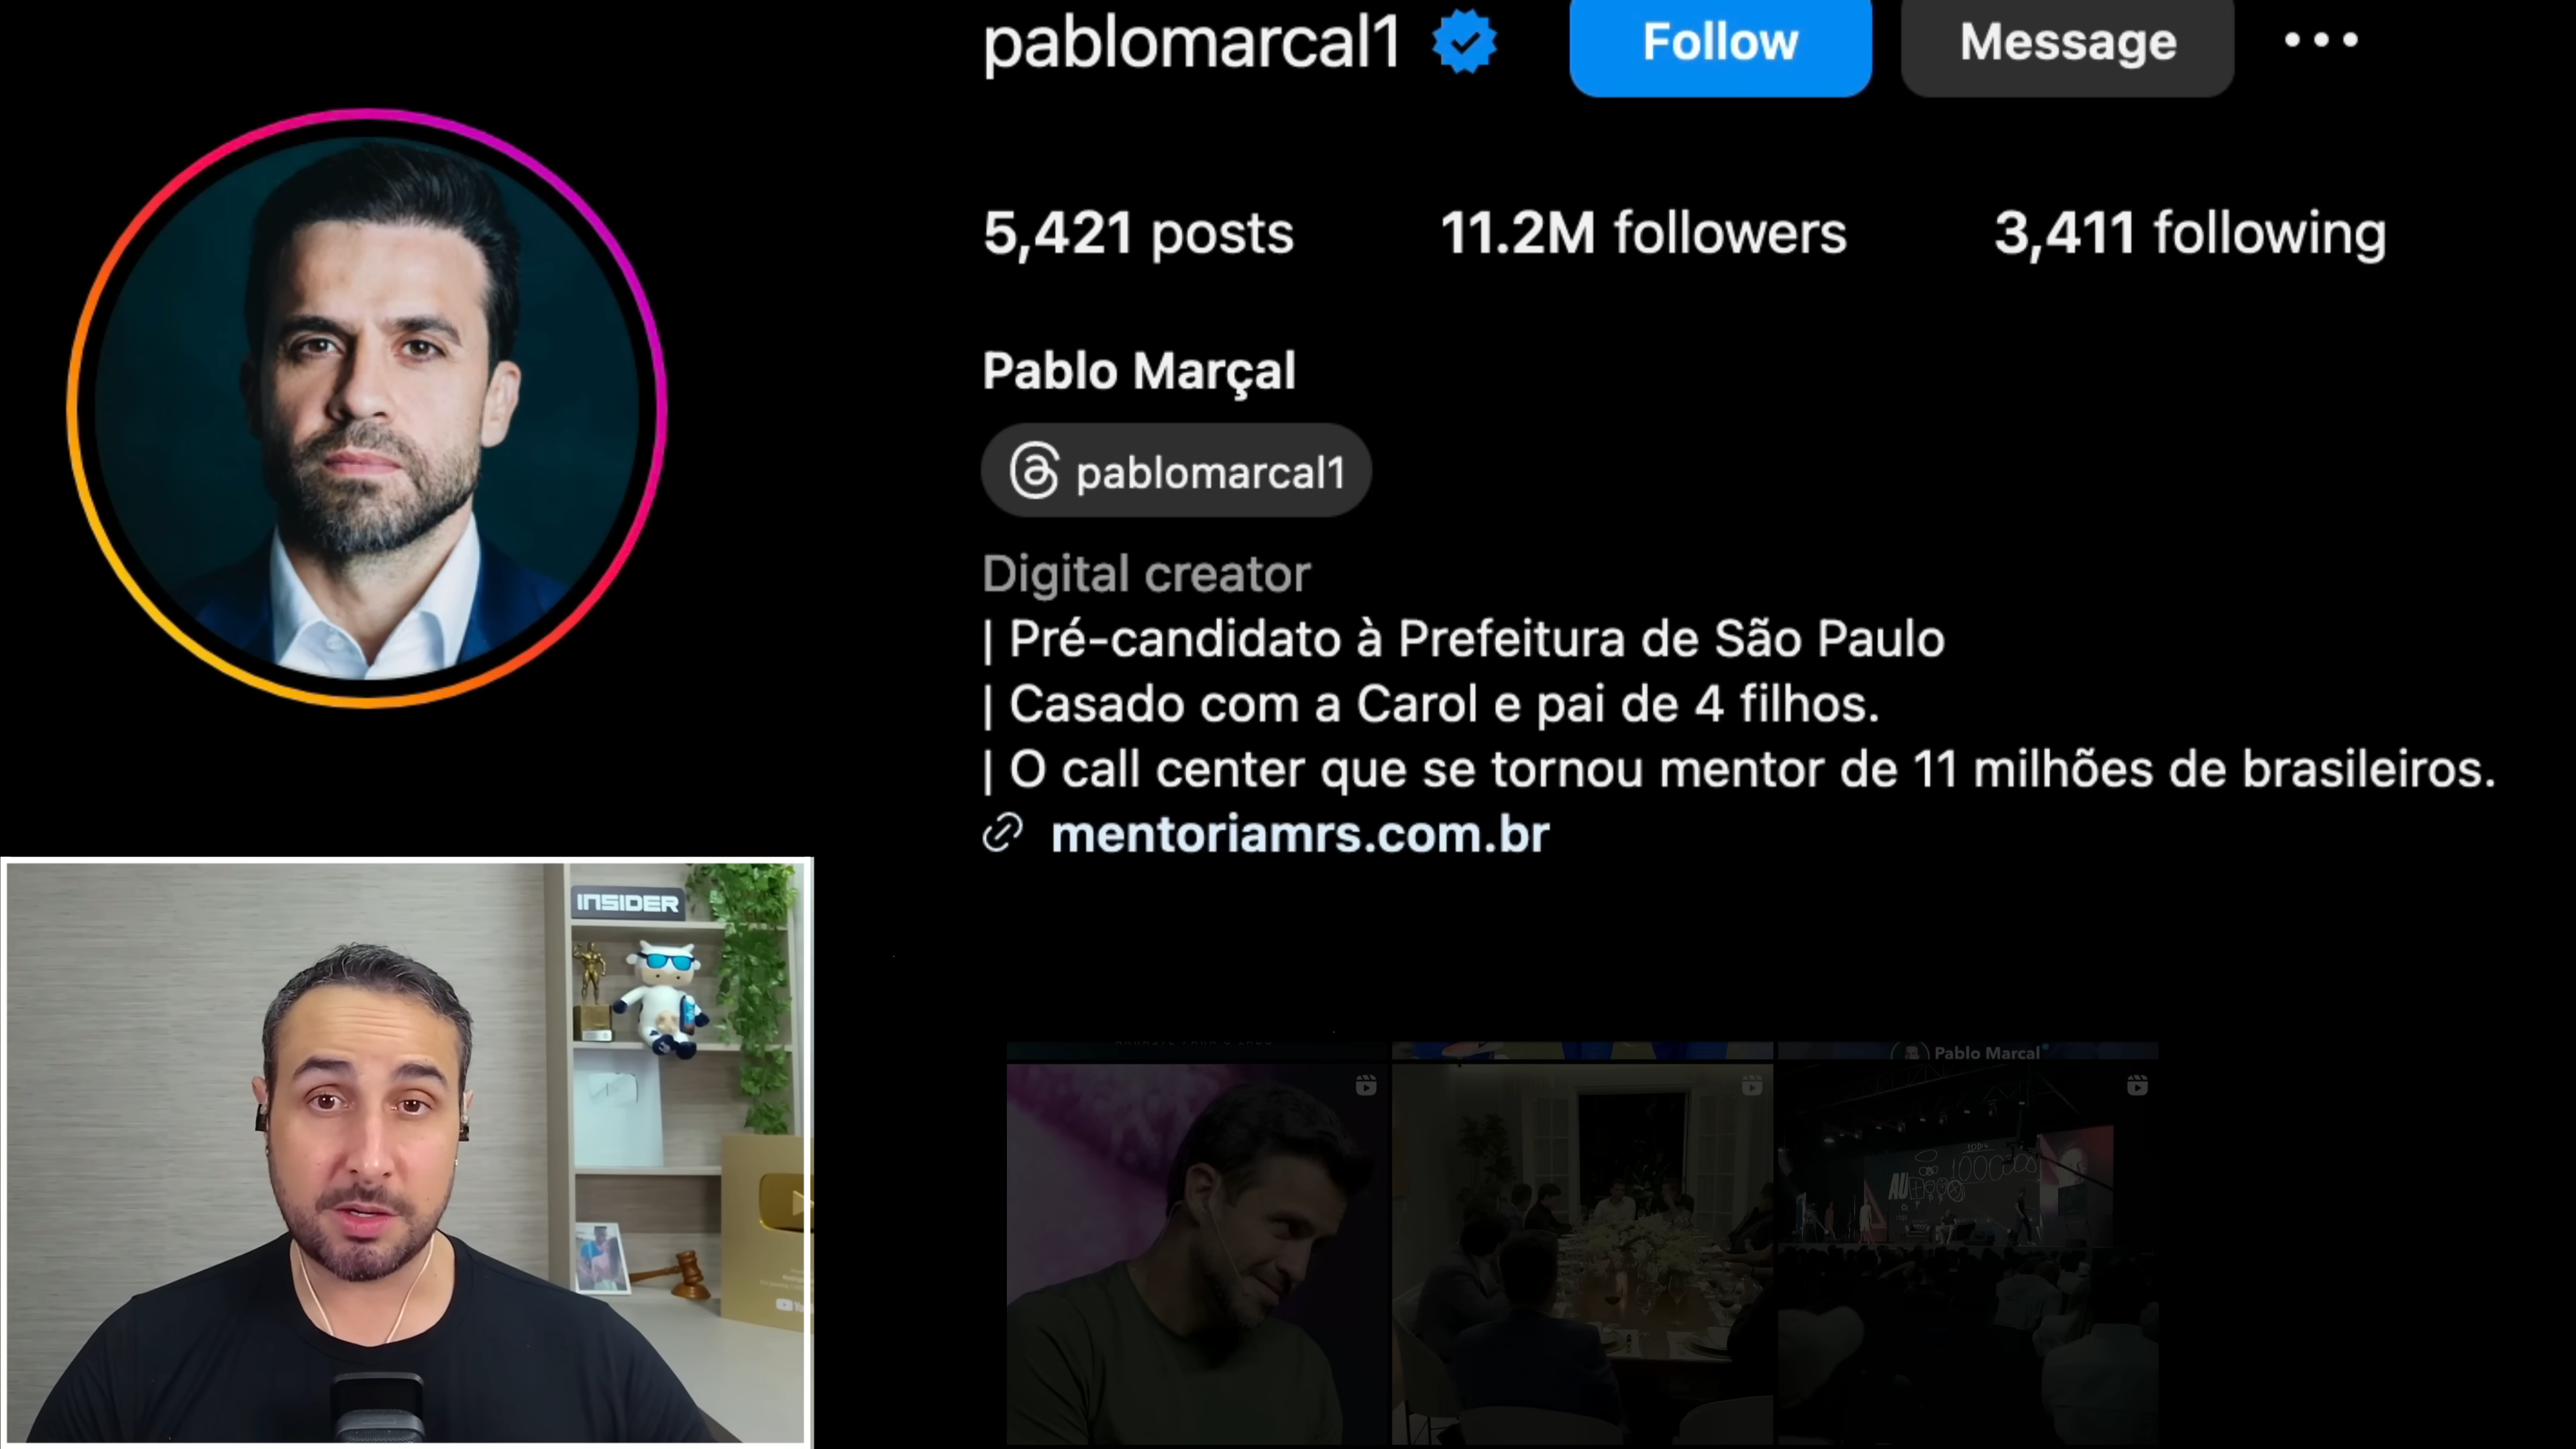 pablomarcal1
Follow
Message
5,421 posts
11.2M followers
3,411 following
Pablo Marçal
pablomarcal1
Digital creator
| Pré-candidato à Prefeitura de São Paulo
| Casado com a Carol e pai de 4 filhos.
| O call center que se tornou mentor de 11 milhões de brasileiros.
mentoriamrs.com.br
INSIDER
Pablo Marcal